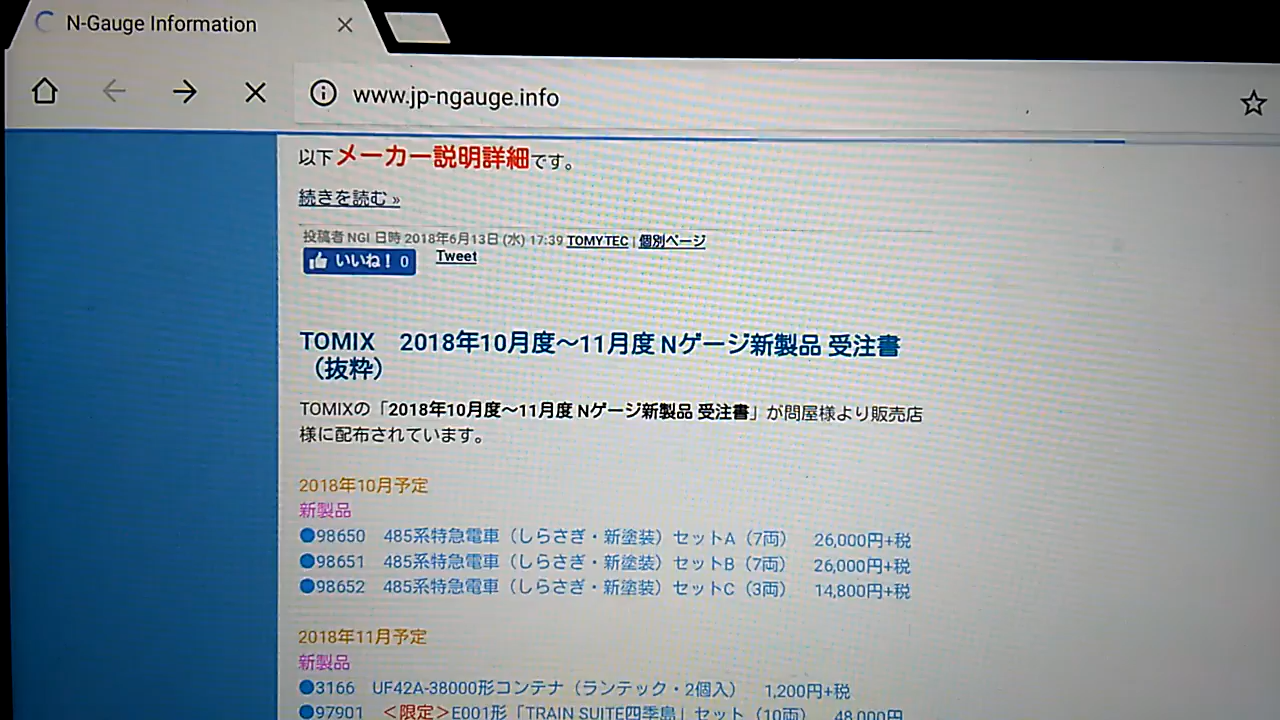 N-Gauge Information
www.jp-ngauge.info
以下メーカー説明詳細です。
続きを読む »
投稿者 NGI 日時 2018年6月13日 (水) 17:39 TOMYTEC | 個別ページ
いいね! 0 Tweet
TOMIX 2018年10月度～11月度 Nゲージ新製品 受注書
（抜粋）
TOMIXの「2018年10月度～11月度 Nゲージ新製品 受注書」が問屋様より販売店
様に配布されています。
2018年10月予定
新製品
●98650 485系特急電車（しらさぎ・新塗装）セットA（7両） 26,000円+税
●98651 485系特急電車（しらさぎ・新塗装）セットB（7両） 26,000円+税
●98652 485系特急電車（しらさぎ・新塗装）セットC（3両） 14,800円+税
2018年11月予定
新製品
●3166 UF42A-38000形コンテナ（ランテック・2個入） 1,200円+税
●97901 ＜限定＞E001形「TRAIN SUITE四季島」セット（10両） 48,000円